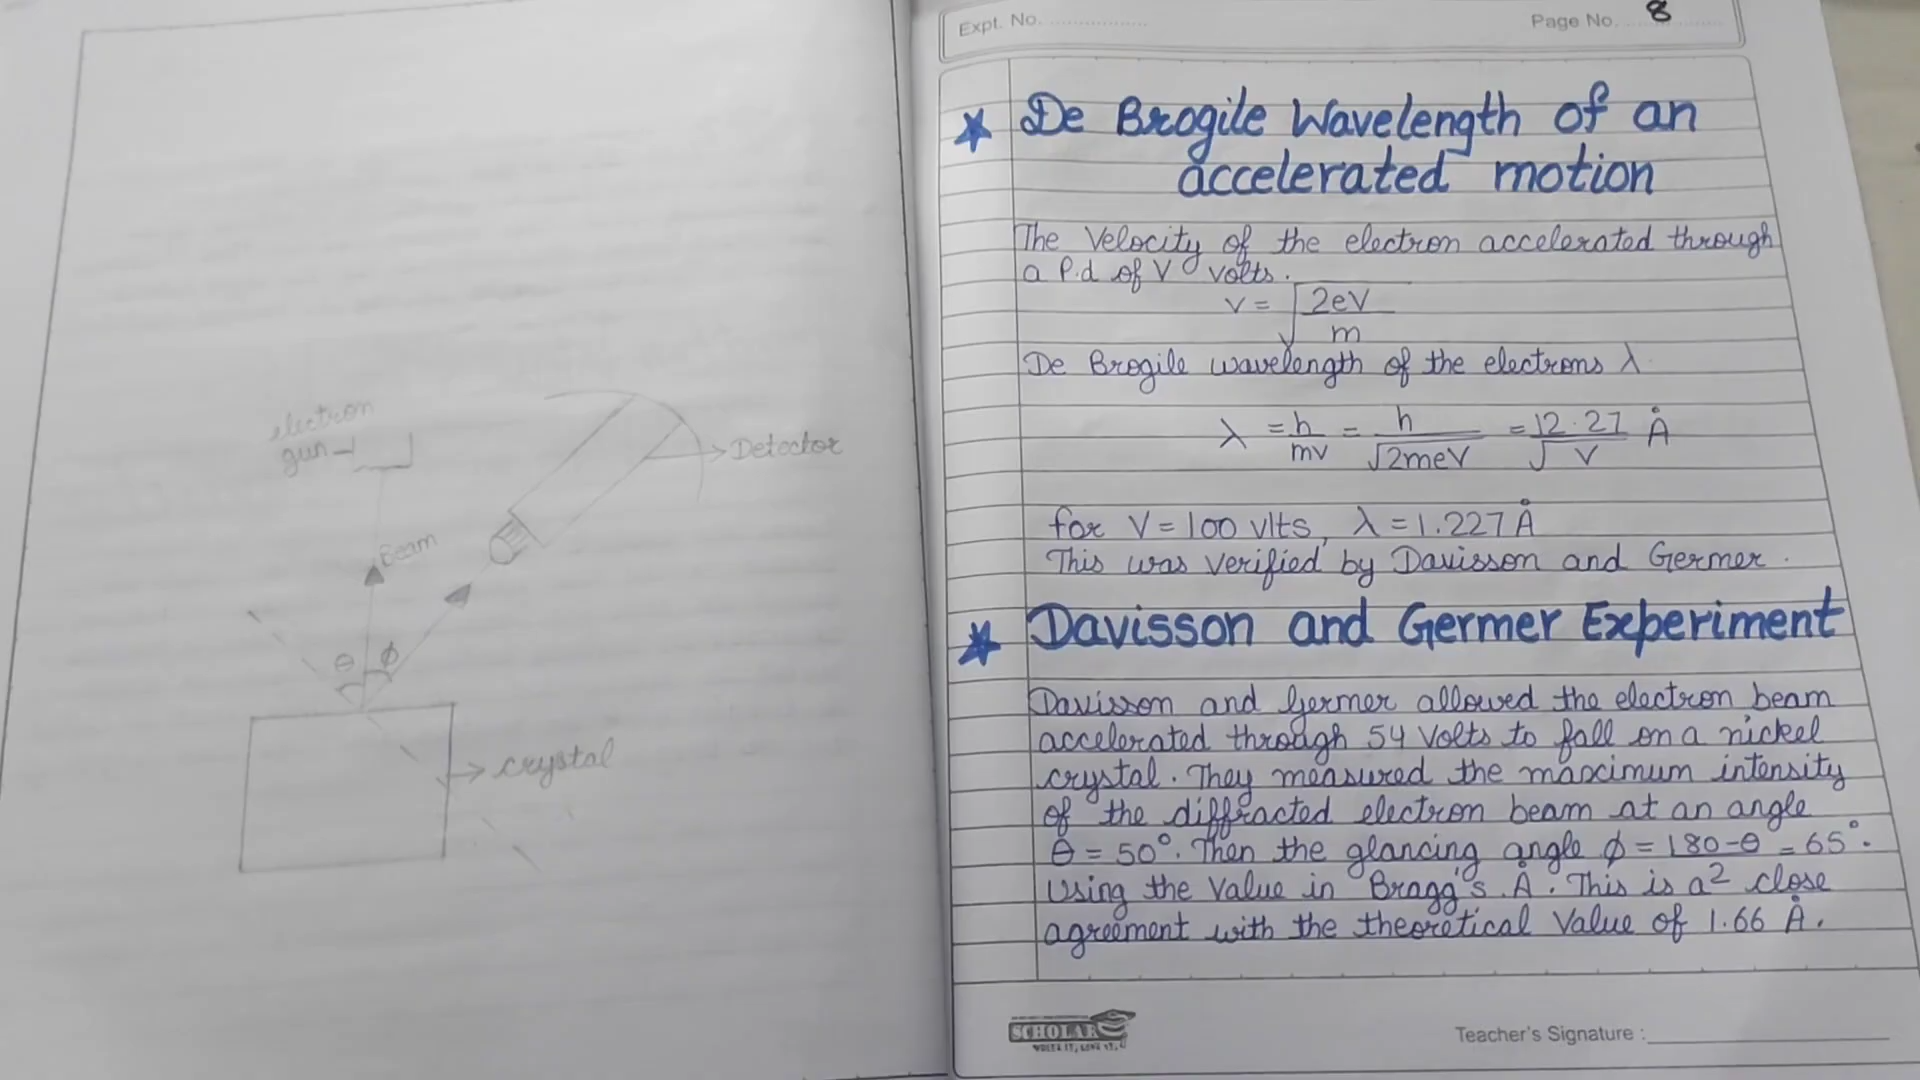 electron
gun
Detector
Beam
θ
ϕ
crystal
Expt. No.
Page No. 8
De Brogile Wavelength of an
accelerated motion
The Velocity of the electron accelerated through
a P.d of V volts.
v = √2eV/m
De Brogile wavelength of the electrons λ
λ = h/mv = h/√2meV = 12.27/√V Å
for V = 100 vlts, λ = 1.227 Å
This was verified by Davisson and Germer.
Davisson and Germer Experiment
Davisson and Germer allowed the electron beam
accelerated through 54 Volts to fall on a nickel
crystal. They measured the maximum intensity
of the diffracted electron beam at an angle
θ = 50°. Then the glancing angle ϕ = 180-θ = 65°.
Using the Value in Bragg's Å. This is a² close
agreement with the theoretical Value of 1.66 Å.
SCHOLAR
WRITE IT, LOVE IT.
Teacher's Signature :